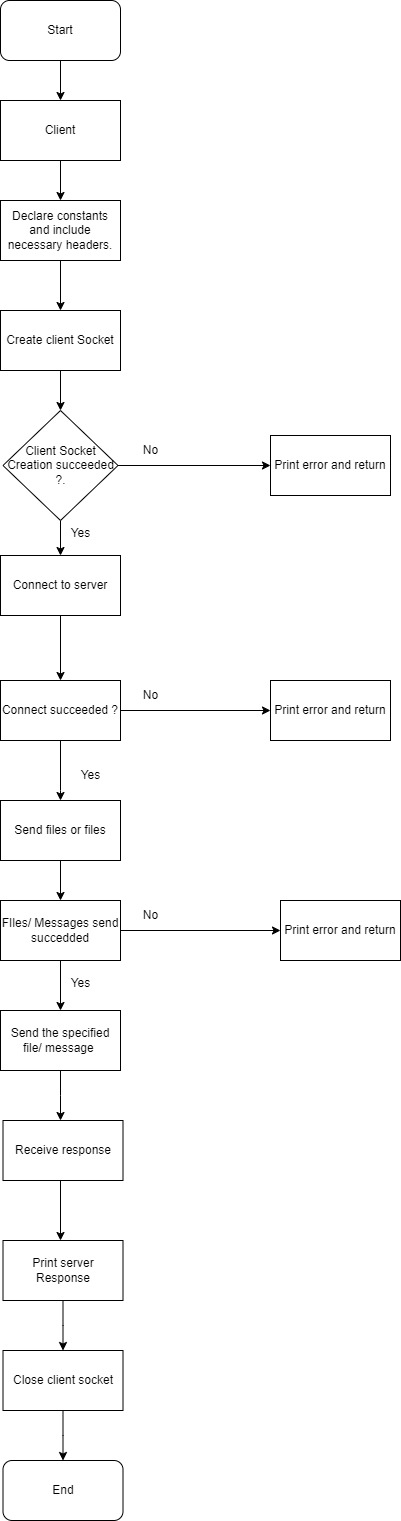 Start
Client
Declare constants
and include
necessary headers.
Create client Socket
Client Socket
Creation succeeded
?.
No
Print error and return
Yes
Connect to server
Connect succeeded ?
No
Print error and return
Yes
Send files or files
FIles/ Messages send
succedded
No
Print error and return
Yes
Send the specified
file/ message
Receive response
Print server
Response
Close client socket
End